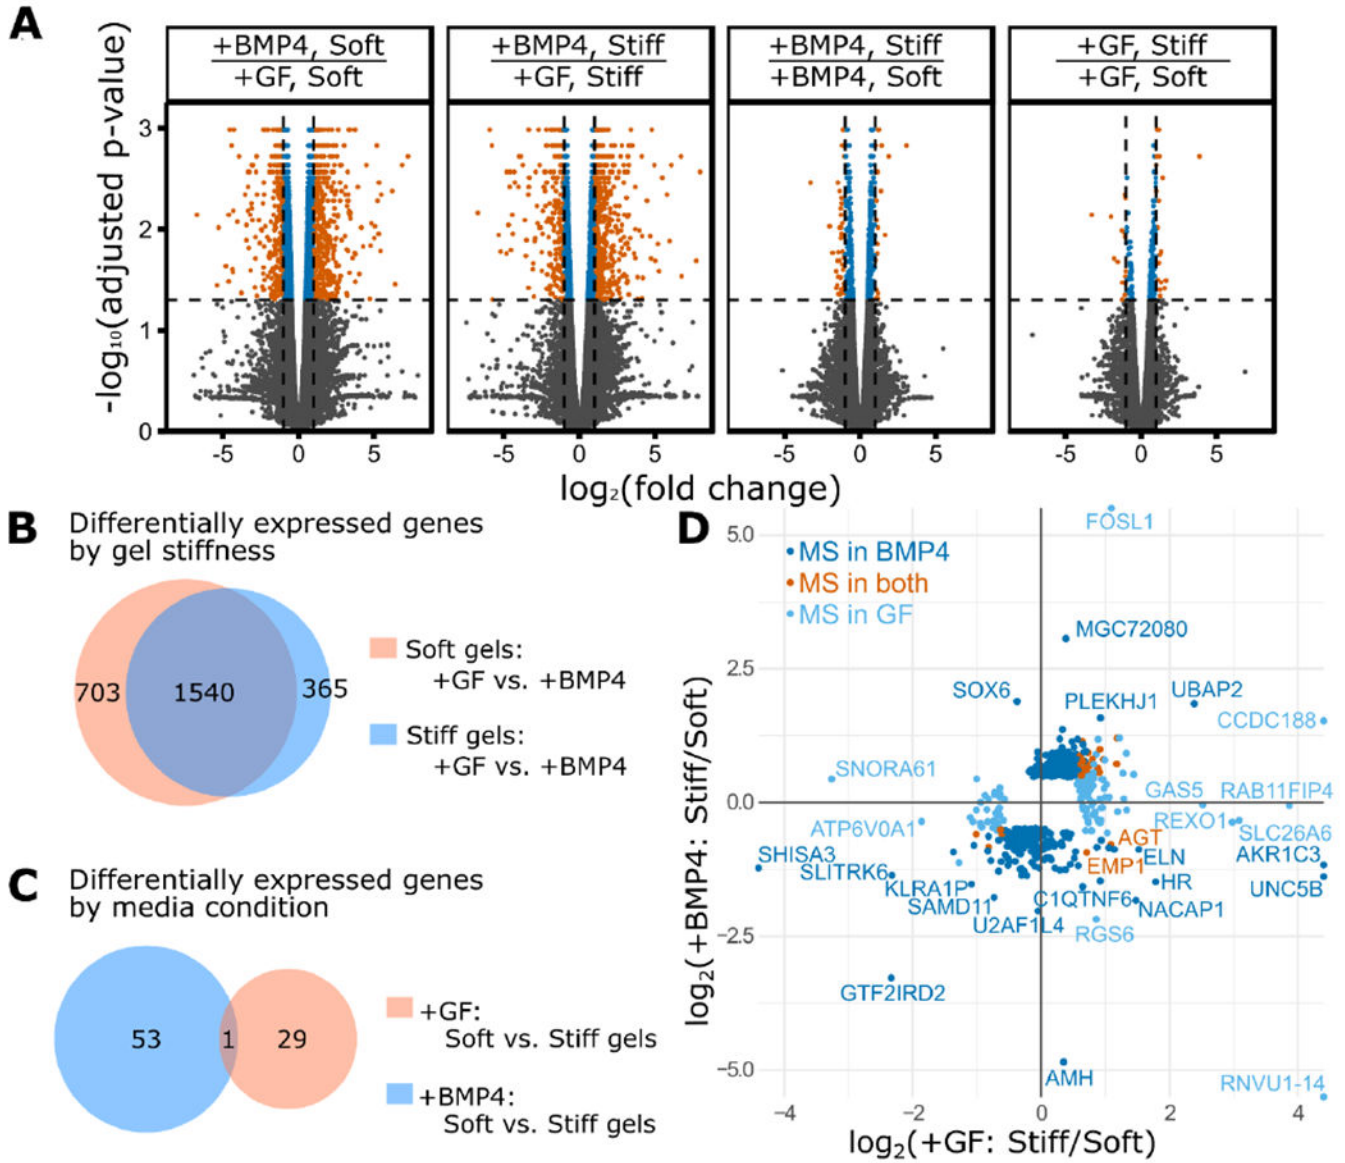 A
+BMP4, Soft
+GF, Soft
+BMP4, Stiff
+GF, Stiff
+BMP4, Stiff
+BMP4, Soft
+GF, Stiff
+GF, Soft
-log₁₀(adjusted p-value)
3
2
1
0
-5 0 5
-5 0 5
-5 0 5
-5 0 5
log₂(fold change)
B
Differentially expressed genes
by gel stiffness
703
1540
365
Soft gels:
+GF vs. +BMP4
Stiff gels:
+GF vs. +BMP4
C
Differentially expressed genes
by media condition
53
1
29
+GF:
Soft vs. Stiff gels
+BMP4:
Soft vs. Stiff gels
D
log₂(+BMP4: Stiff/Soft)
5.0
2.5
0.0
−2.5
−5.0
MS in BMP4
MS in both
MS in GF
FOSL1
MGC72080
SOX6
PLEKHJ1
UBAP2
CCDC188
SNORA61
GAS5
RAB11FIP4
ATP6V0A1
REXO1
SLC26A6
AGT
SHISA3
EMP1
ELN
AKR1C3
SLITRK6
KLRA1P
HR
UNC5B
SAMD11
C1QTNF6
NACAP1
U2AF1L4
RGS6
GTF2IRD2
AMH
RNVU1-14
−4 −2 0 2 4
log₂(+GF: Stiff/Soft)